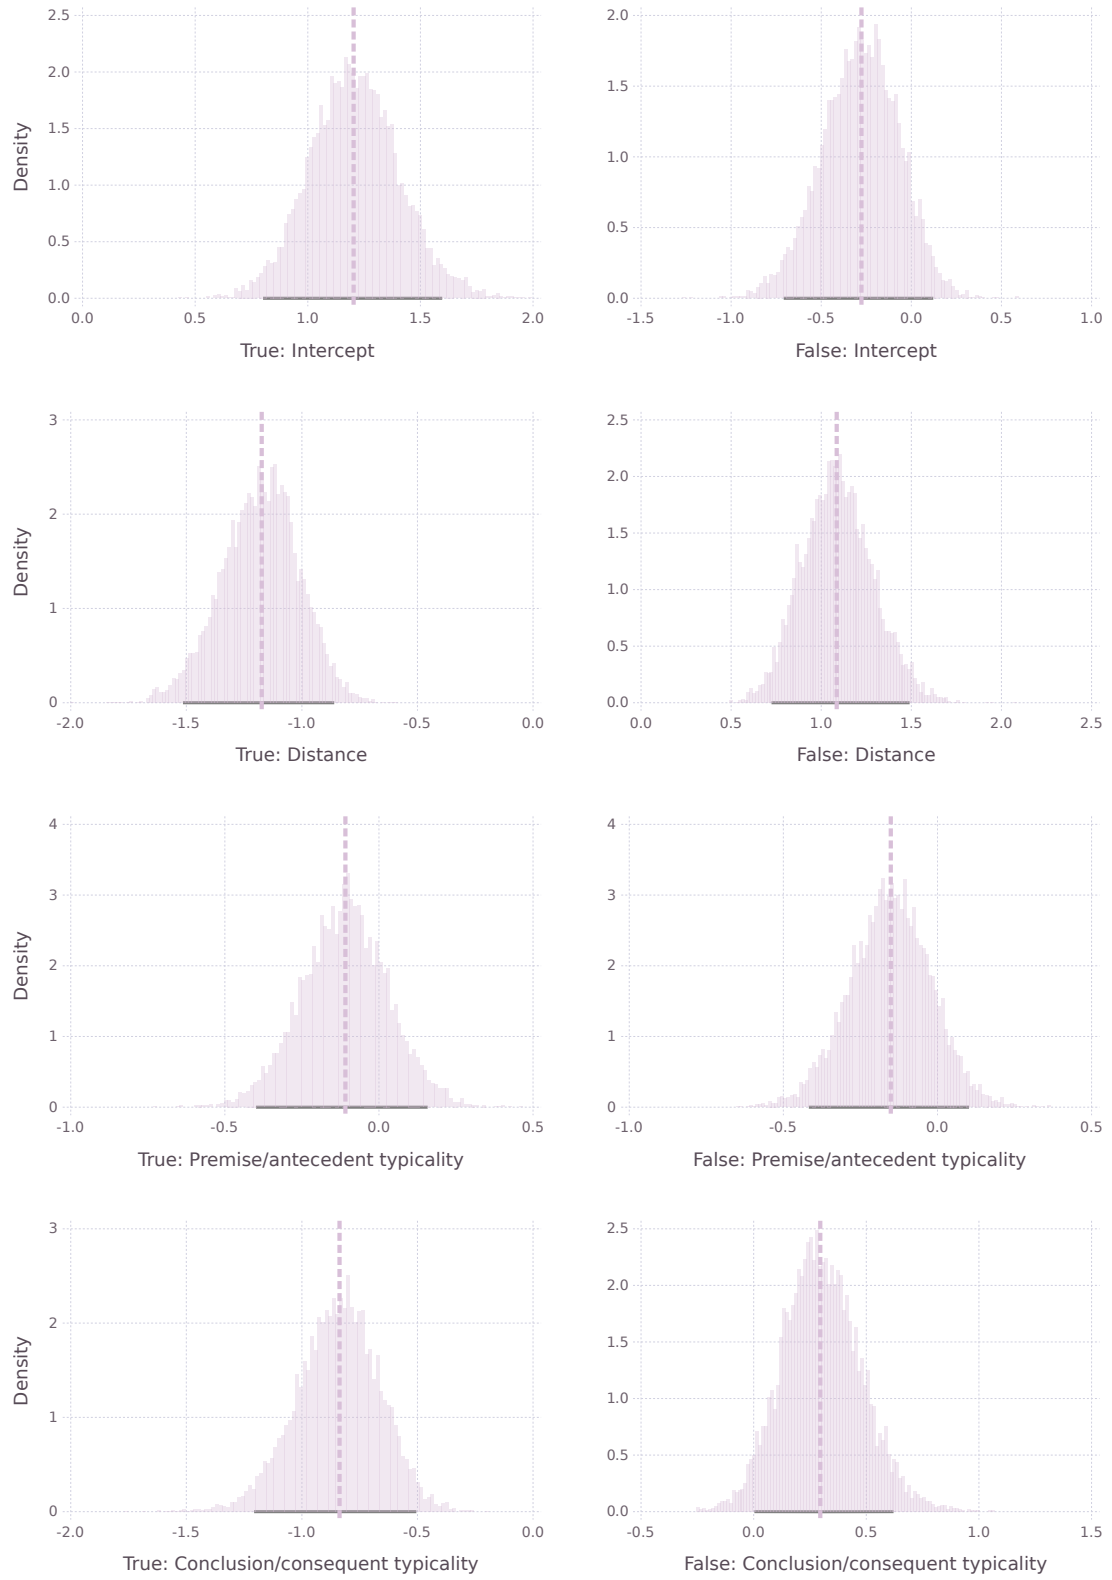 2.5
2.0
1.5
1.0
0.5
0.0
Density
0.0 0.5 1.0 1.5 2.0
True: Intercept
2.0
1.5
1.0
0.5
0.0
-1.5 -1.0 -0.5 0.0 0.5 1.0
False: Intercept
3
2
1
0
Density
-2.0 -1.5 -1.0 -0.5 0.0
True: Distance
2.5
2.0
1.5
1.0
0.5
0.0
0.0 0.5 1.0 1.5 2.0 2.5
False: Distance
4
3
2
1
0
Density
-1.0 -0.5 0.0 0.5
True: Premise/antecedent typicality
4
3
2
1
0
-1.0 -0.5 0.0 0.5
False: Premise/antecedent typicality
3
2
1
0
Density
-2.0 -1.5 -1.0 -0.5 0.0
True: Conclusion/consequent typicality
2.5
2.0
1.5
1.0
0.5
0.0
-0.5 0.0 0.5 1.0 1.5
False: Conclusion/consequent typicality